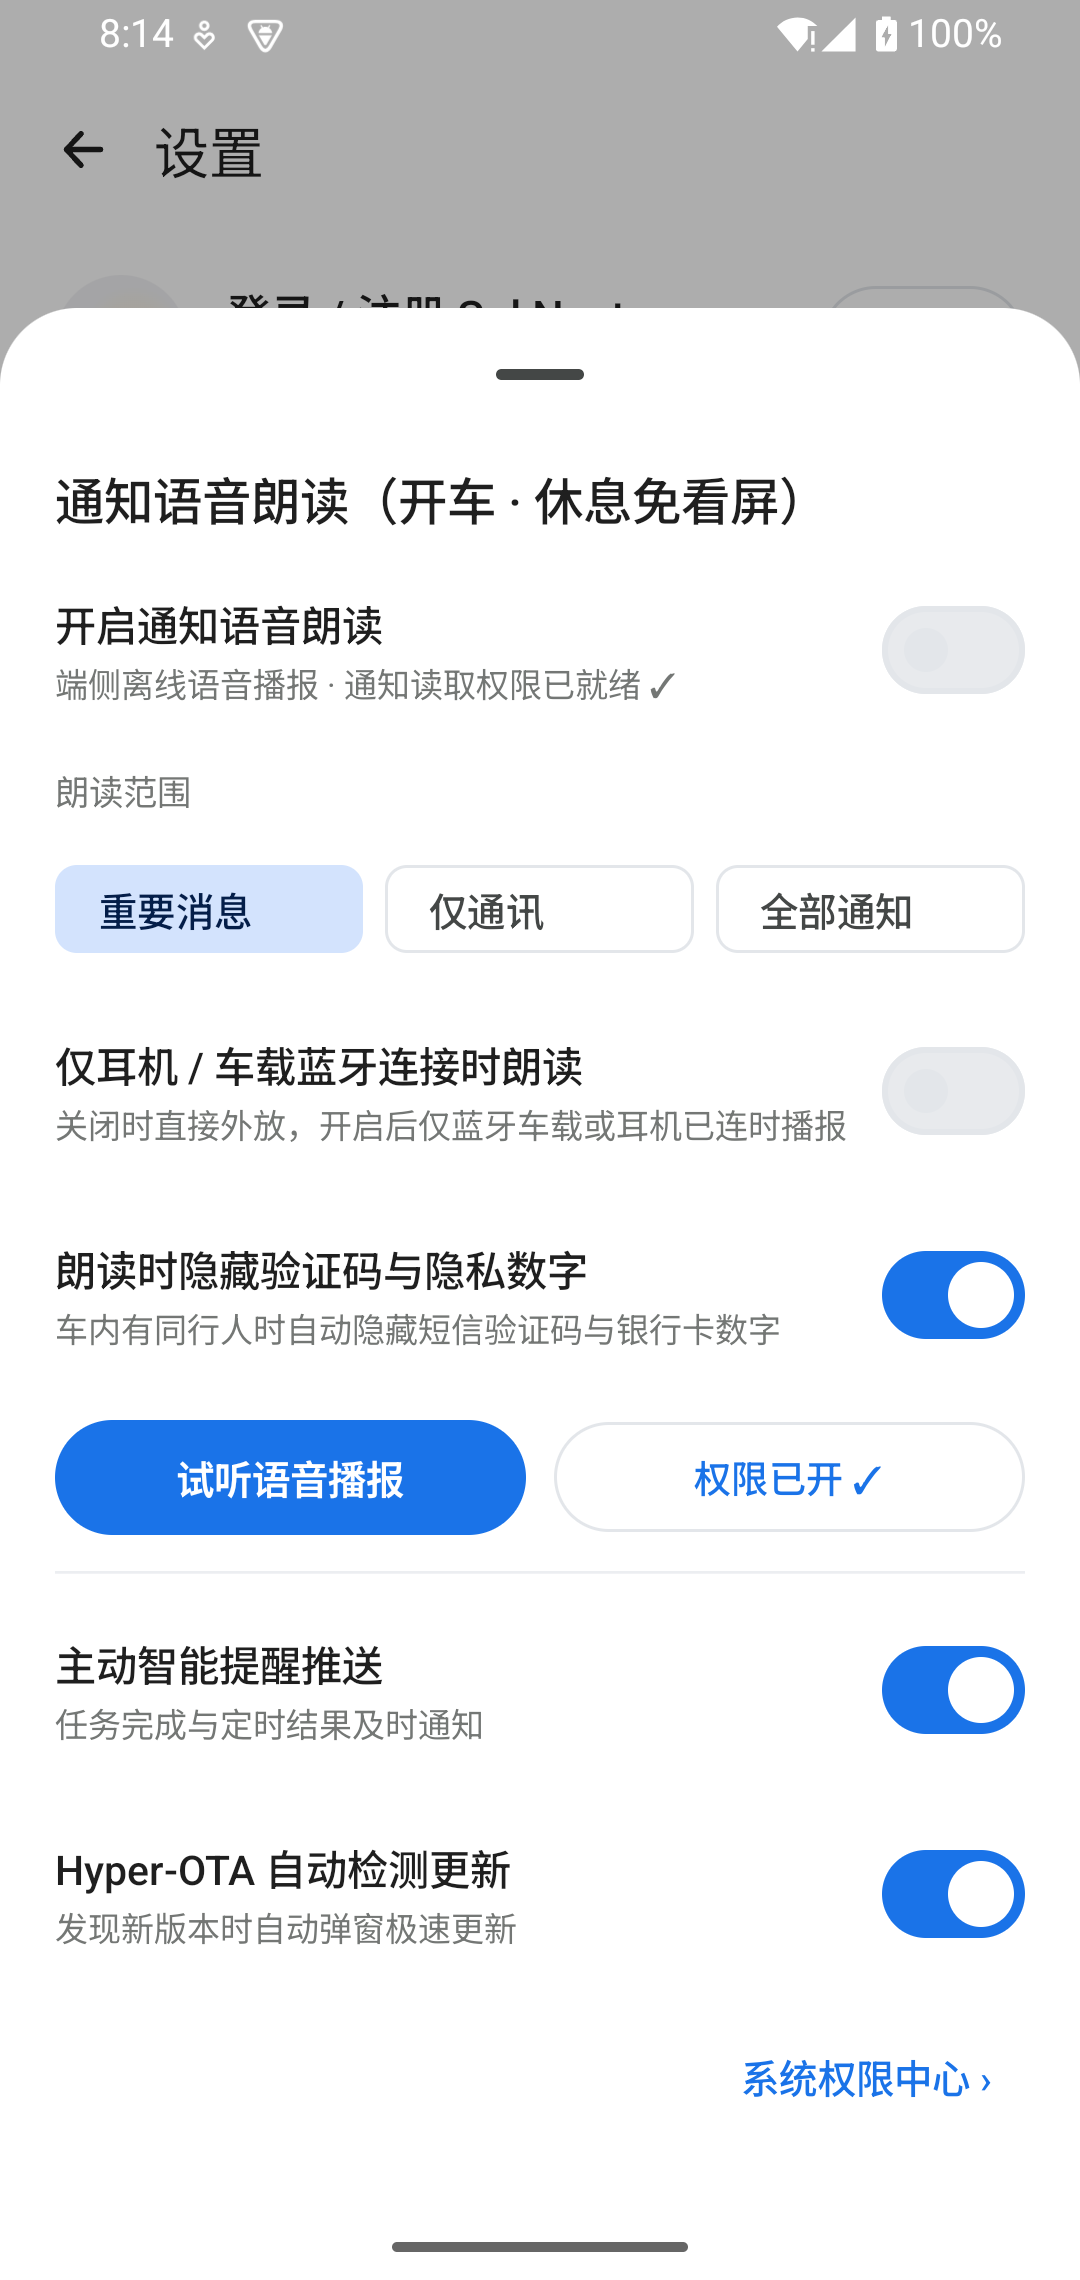 8:14
100%
设置
通知语音朗读（开车 · 休息免看屏）
开启通知语音朗读
端侧离线语音播报 · 通知读取权限已就绪 ✓
朗读范围
重要消息
仅通讯
全部通知
仅耳机 / 车载蓝牙连接时朗读
关闭时直接外放，开启后仅蓝牙车载或耳机已连时播报
朗读时隐藏验证码与隐私数字
车内有同行人时自动隐藏短信验证码与银行卡数字
试听语音播报
权限已开 ✓
主动智能提醒推送
任务完成与定时结果及时通知
Hyper-OTA 自动检测更新
发现新版本时自动弹窗极速更新
系统权限中心 ›